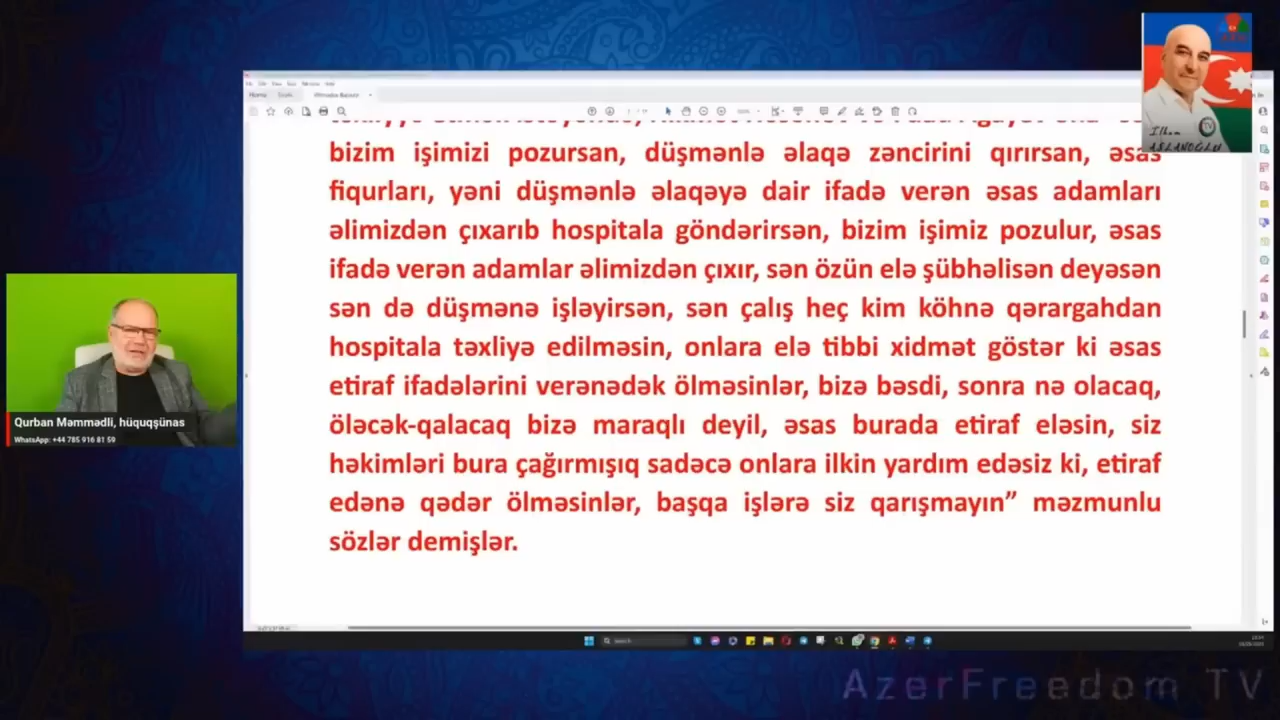 bizim işimizi pozursan, düşmənlə əlaqə zəncirini qırırsan, əsas
fiqurları, yəni düşmənlə əlaqəyə dair ifadə verən əsas adamları
əlimizdən çıxarıb hospitala göndərirsən, bizim işimiz pozulur, əsas
ifadə verən adamlar əlimizdən çıxır, sən özün elə şübhəlisən deyəsən
sən də düşmənə işləyirsən, sən çalış heç kim köhnə qərargahdan
hospitala təxliyə edilməsin, onlara elə tibbi xidmət göstər ki əsas
etiraf ifadələrini verənədək ölməsinlər, bizə bəsdi, sonra nə olacaq,
öləcək-qalacaq bizə maraqlı deyil, əsas burada etiraf eləsin, siz
həkimləri bura çağırmışıq sadəcə onlara ilkin yardım edəsiz ki, etiraf
edənə qədər ölməsinlər, başqa işlərə siz qarışmayın” məzmunlu
sözlər demişlər.
Qurban Məmmədli, hüquqşünas
WhatsApp: +44 785 916 81 59
İlham
TV
ASLANOĞLU
AzerFreedom TV